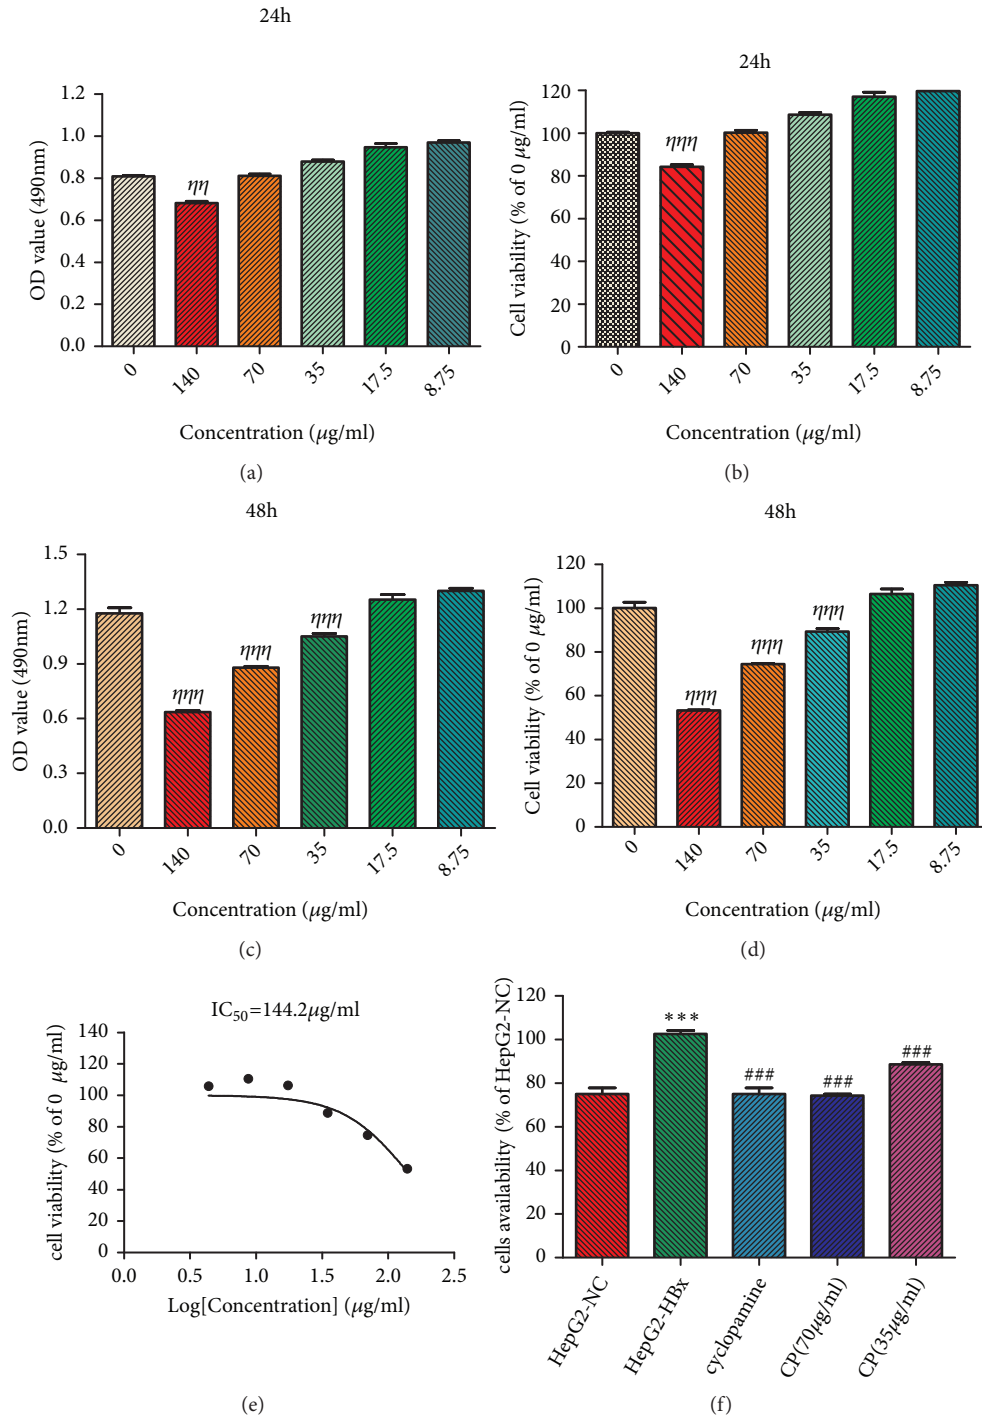 24h
OD value (490nm)
1.2
1.0
0.8
0.6
0.4
0.2
0.0
ηη
0
140
70
35
17.5
8.75
Concentration (μg/ml)
(a)
24h
Cell viability (% of 0 μg/ml)
120
100
80
60
40
20
0
ηηη
0
140
70
35
17.5
8.75
Concentration (μg/ml)
(b)
48h
OD value (490nm)
1.5
1.2
0.9
0.6
0.3
0.0
ηηη
ηηη
ηηη
0
140
70
35
17.5
8.75
Concentration (μg/ml)
(c)
48h
Cell viability (% of 0 μg/ml)
120
100
80
60
40
20
0
ηηη
ηηη
ηηη
0
140
70
35
17.5
8.75
Concentration (μg/ml)
(d)
IC50=144.2μg/ml
cell viability (% of 0 μg/ml)
140
120
100
80
60
40
20
0
0.0
0.5
1.0
1.5
2.0
2.5
Log[Concentration] (μg/ml)
(e)
cells availability (% of HepG2-NC)
120
100
80
60
40
20
0
***
###
###
###
HepG2-NC
HepG2-HBx
cyclopamine
CP(70μg/ml)
CP(35μg/ml)
(f)